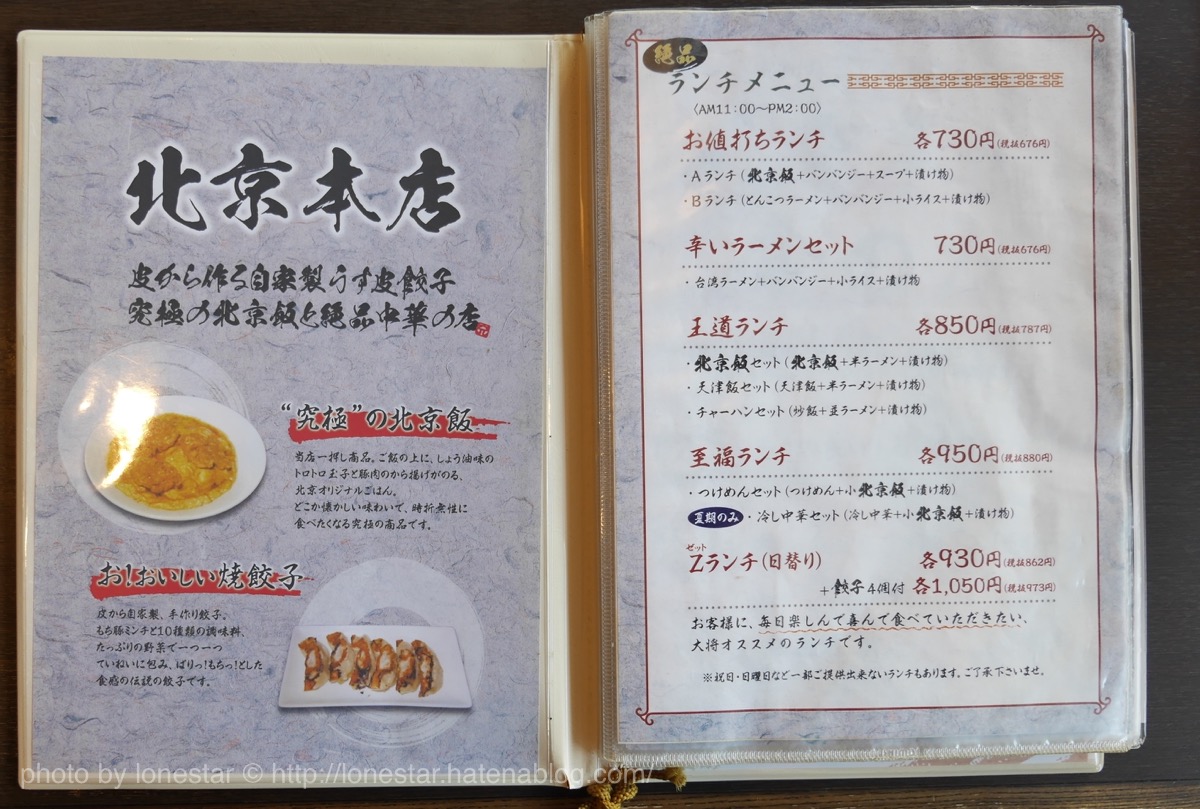 北京本店
皮から作る自家製うす皮餃子
究極の北京飯と絶品中華の店
“究極”の北京飯
当店一押し商品。ご飯の上に、しょう油味の
トロトロ玉子と豚肉のから揚げがのる、
北京オリジナルごはん。
どこか懐かしい味わいで、時折無性に
食べたくなる究極の商品です。
お!おいしい焼餃子
皮から自家製、手作り餃子。
もち豚ミンチと10種類の調味料、
たっぷりの野菜で一つ一つ
ていねいに包み、ぱりっ!もちっ!とした
食感の伝説の餃子です。
絶品
ランチメニュー
〈AM11:00〜PM2:00〉
お値打ちランチ 各730円(税抜676円)
・Aランチ(北京飯+バンバンジー+スープ+漬け物)
・Bランチ(とんこつラーメン+バンバンジー+小ライス+漬け物)
辛いラーメンセット 730円(税抜676円)
・台湾ラーメン+バンバンジー+小ライス+漬け物
王道ランチ 各850円(税抜787円)
・北京飯セット(北京飯+半ラーメン+漬け物)
・天津飯セット(天津飯+半ラーメン+漬け物)
・チャーハンセット(炒飯+豆ラーメン+漬け物)
至福ランチ 各950円(税抜880円)
・つけめんセット(つけめん+小北京飯+漬け物)
夏期のみ・冷し中華セット(冷し中華+小北京飯+漬け物)
ゼット
Zランチ(日替り) 各930円(税抜862円)
+餃子4個付 各1,050円(税抜973円)
お客様に、毎日楽しんで喜んで食べていただきたい、
大将オススメのランチです。
※祝日・日曜日など一部ご提供出来ないランチもあります。ご了承下さいませ。
photo by lonestar © http://lonestar.hatenablog.com/